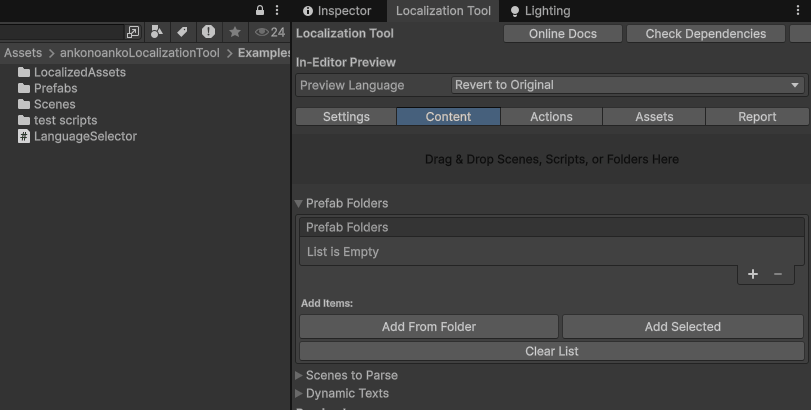 Inspector Localization Tool Lighting
24
Localization Tool Online Docs Check Dependencies
Assets > ankonoankoLocalizationTool > Examples
In-Editor Preview
LocalizedAssets
Prefabs
Scenes
test scripts
# LanguageSelector
Preview Language Revert to Original
Settings Content Actions Assets Report
Drag & Drop Scenes, Scripts, or Folders Here
Prefab Folders
Prefab Folders
List is Empty
+ −
Add Items:
Add From Folder Add Selected
Clear List
Scenes to Parse
Dynamic Texts